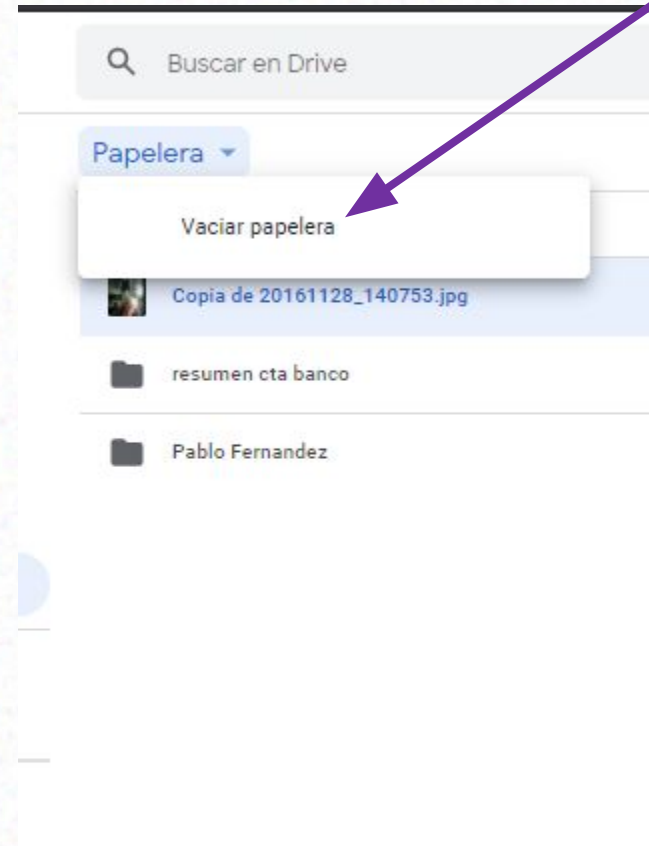 Buscar en Drive
Papelera
Vaciar papelera
Copia de 20161128_140753.jpg
resumen cta banco
Pablo Fernandez